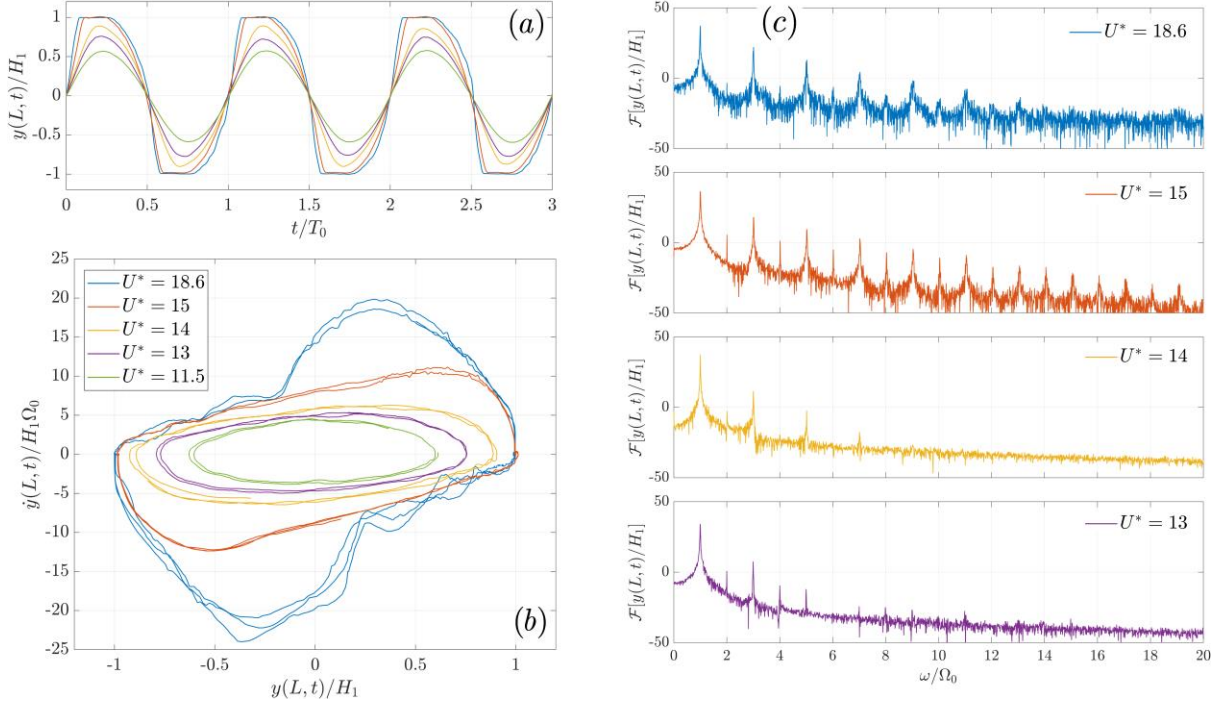 (a)
y(L, t)/H₁
1
0.5
0
-0.5
-1
0
0.5
1
1.5
2
2.5
3
t/T₀
(b)
ẏ(L, t)/H₁Ω₀
25
20
15
10
5
0
-5
-10
-15
-20
-25
U* = 18.6
U* = 15
U* = 14
U* = 13
U* = 11.5
-1
-0.5
0
0.5
1
y(L, t)/H₁
(c)
ℱ[y(L, t)/H₁]
50
0
-50
U* = 18.6
ℱ[y(L, t)/H₁]
50
0
-50
U* = 15
ℱ[y(L, t)/H₁]
50
0
-50
U* = 14
ℱ[y(L, t)/H₁]
50
0
-50
U* = 13
0
2
4
6
8
10
12
14
16
18
20
ω/Ω₀